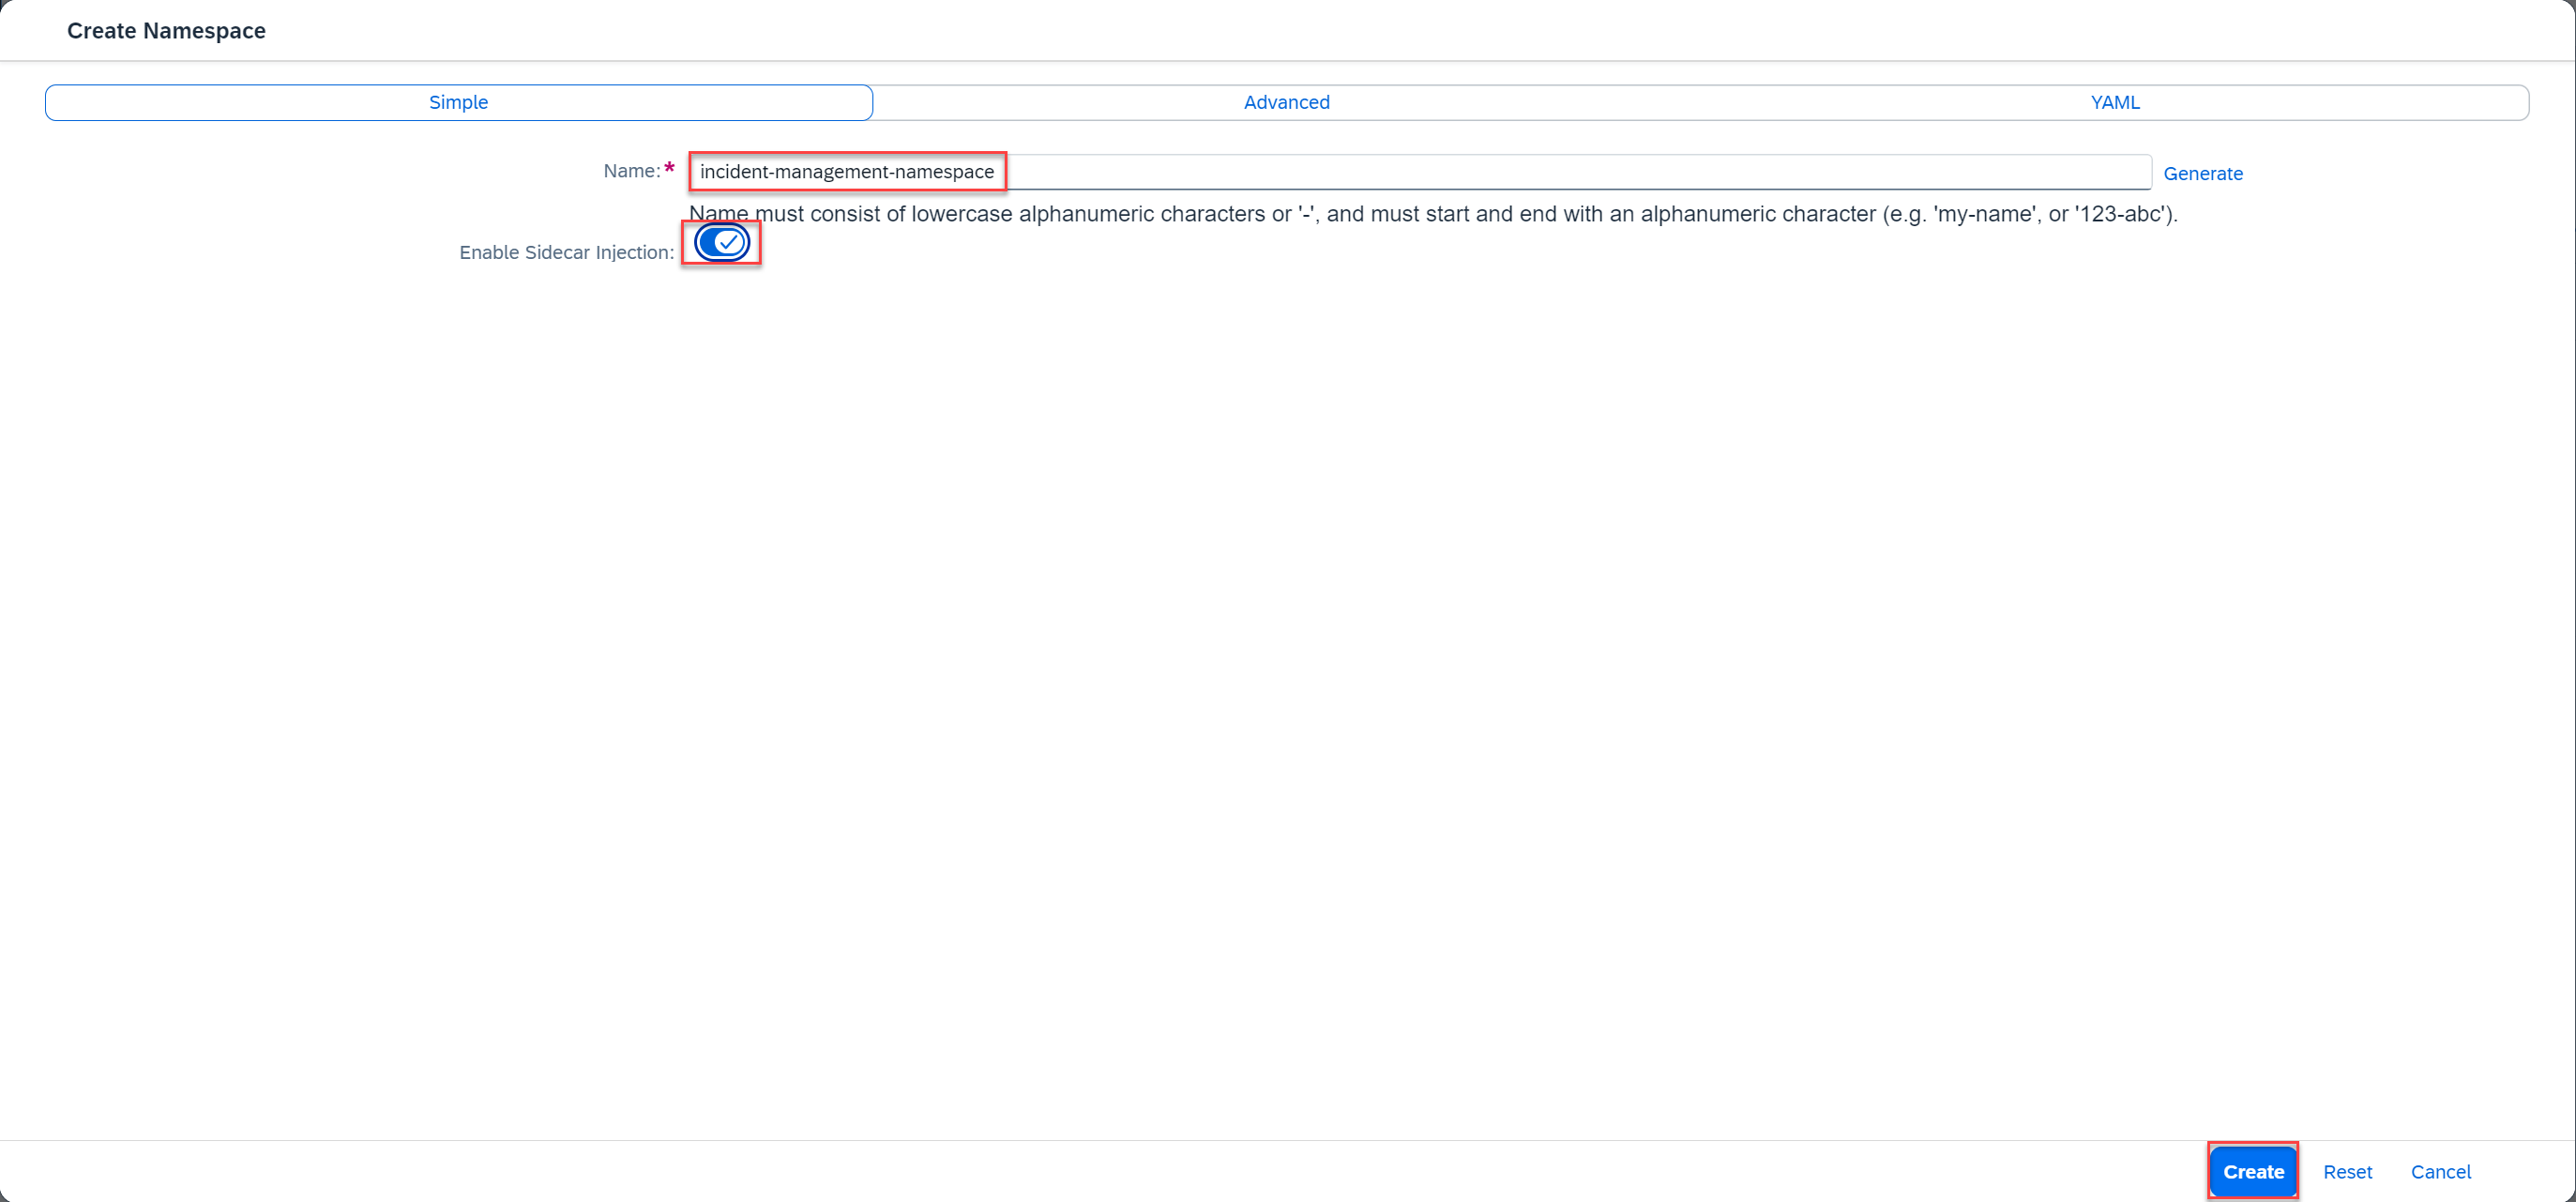 Create Namespace
Simple Advanced YAML
Name:* incident-management-namespace Generate
Name must consist of lowercase alphanumeric characters or '-', and must start and end with an alphanumeric character (e.g. 'my-name', or '123-abc').
Enable Sidecar Injection:
Create Reset Cancel